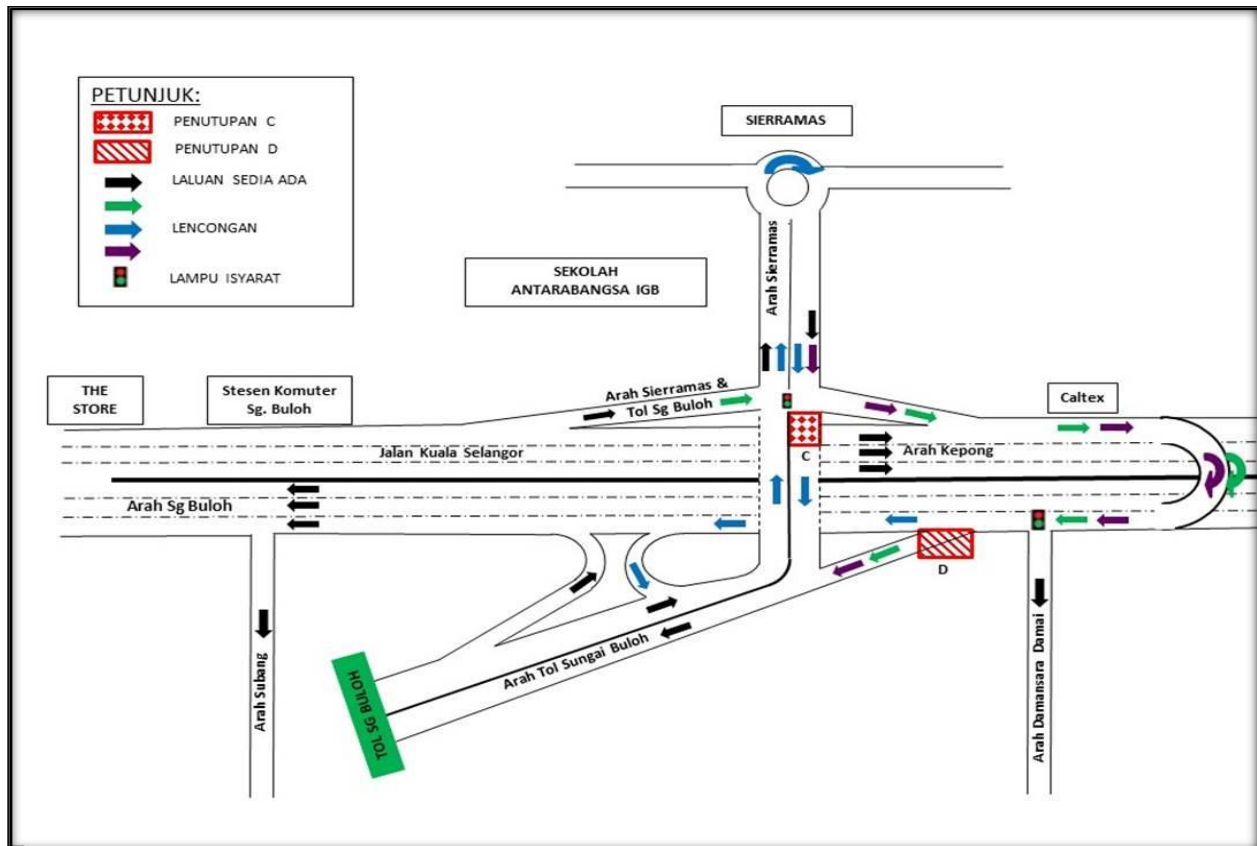 PETUNJUK:
PENUTUPAN C
PENUTUPAN D
LALUAN SEDIA ADA
LENCONGAN
LAMPU ISYARAT
SIERRAMAS
SEKOLAH
ANTARABANGSA IGB
Arah Sierramas
THE
STORE
Stesen Komuter
Sg. Buloh
Arah Sierramas &
Tol Sg Buloh
Caltex
Jalan Kuala Selangor
C
Arah Kepong
Arah Sg Buloh
D
Arah Subang
TOL SG BULOH
Arah Tol Sungai Buloh
Arah Damansara Damai